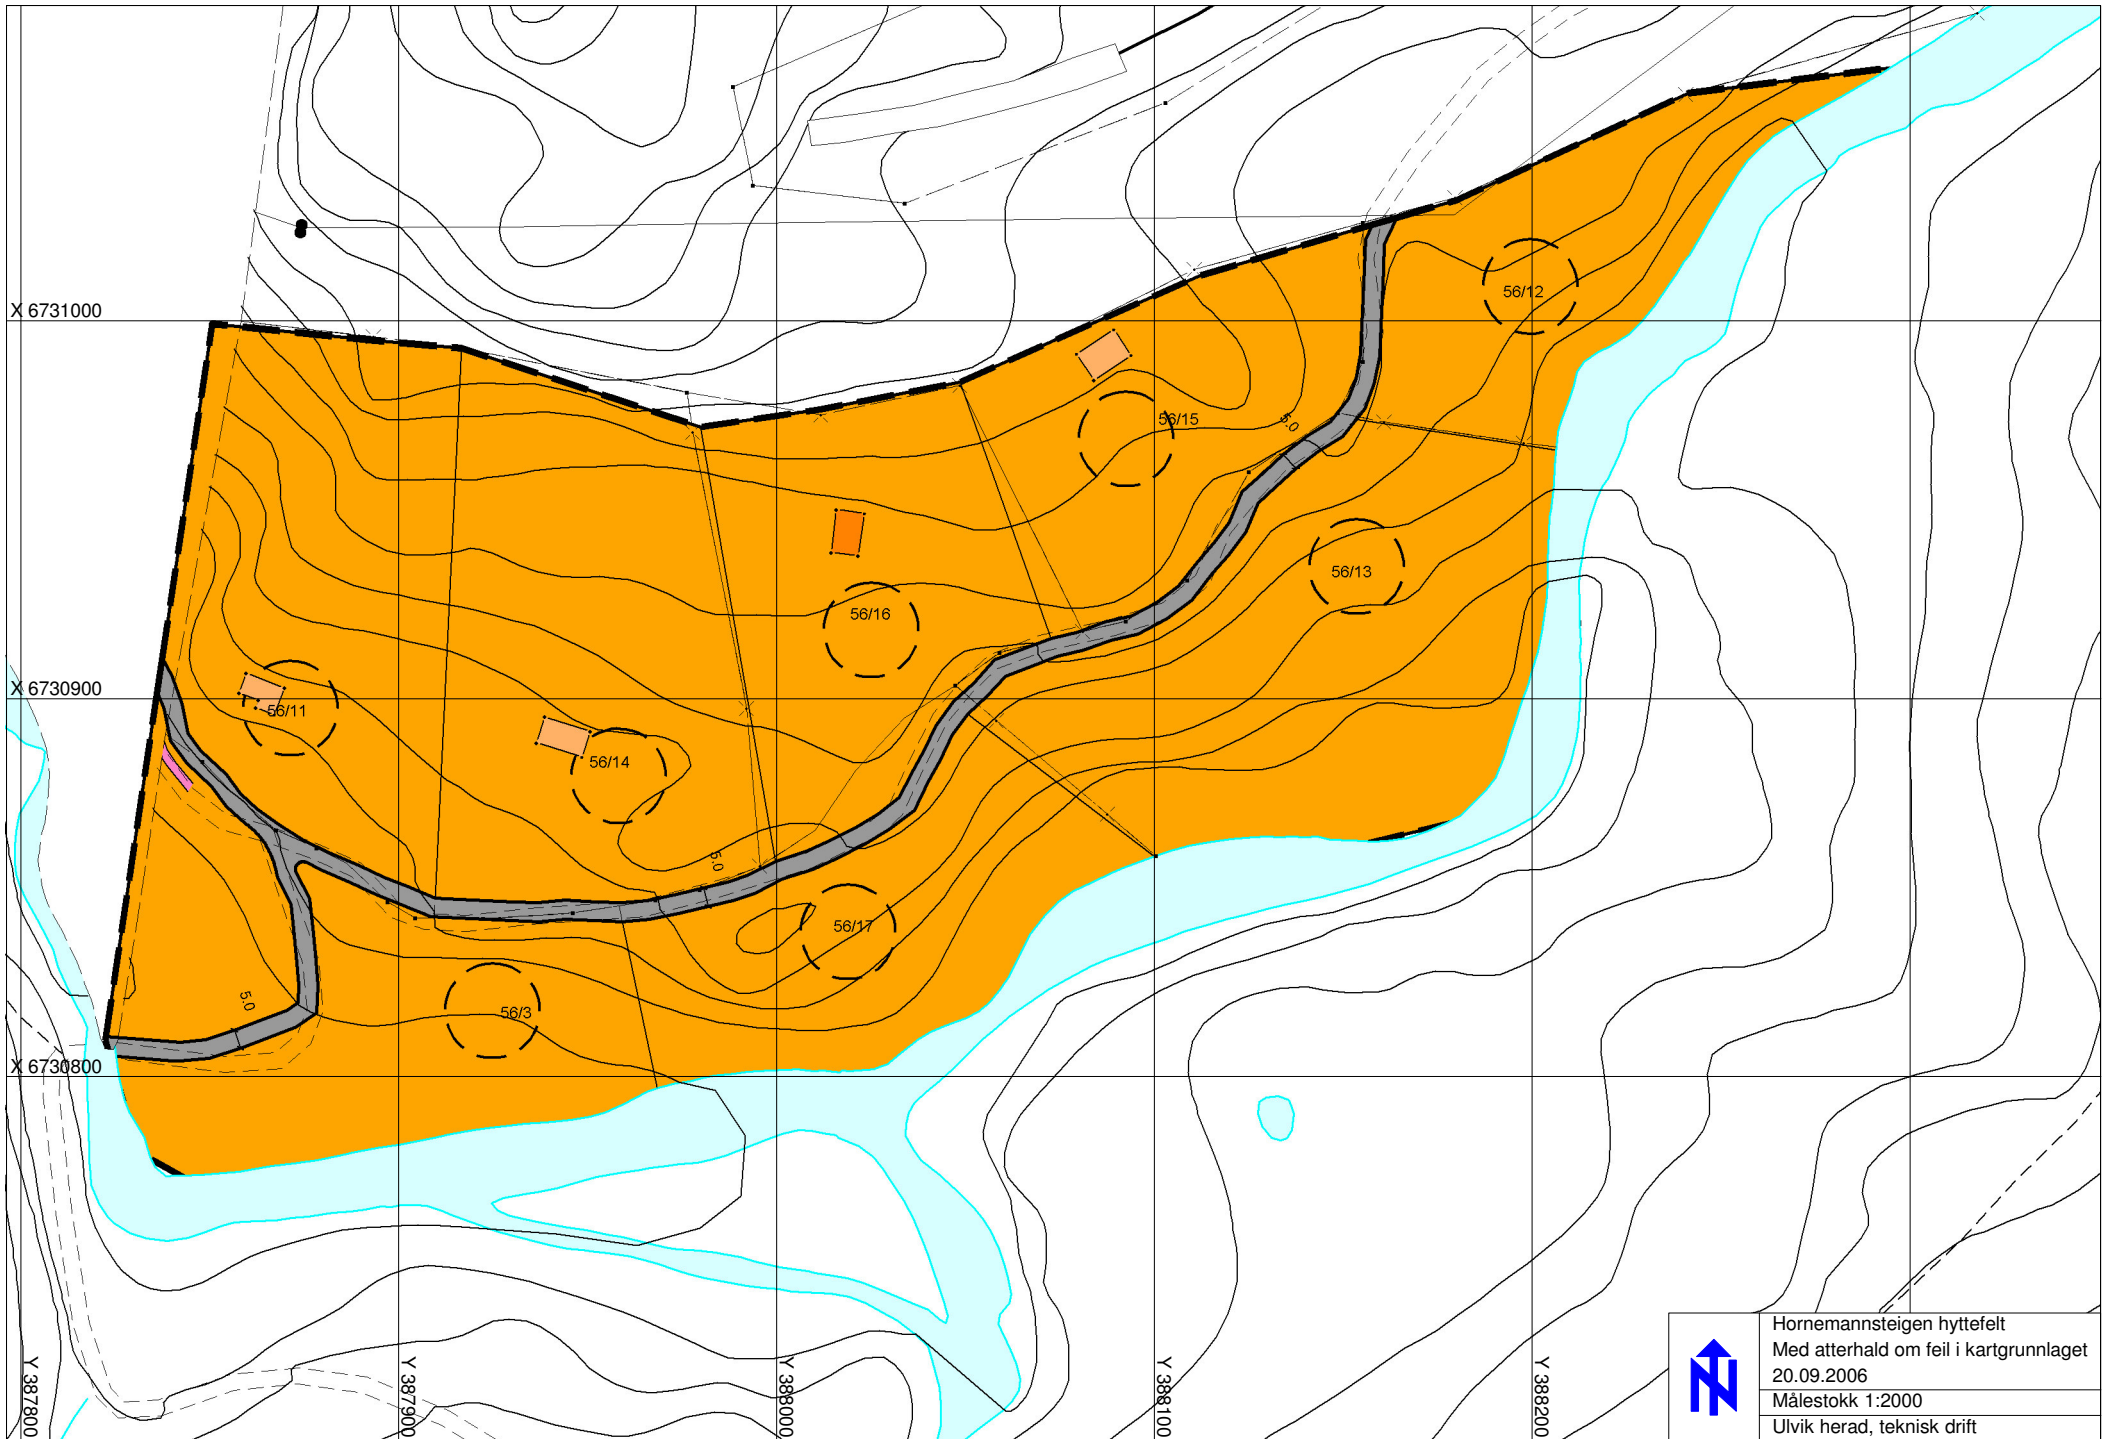 56/12
X 6731000
56/15
5.0
56/13
56/16
X 6730900
56/11
56/14
5.0
56/17
5.0
56/3
X 6730800
Y 387800
Y 387900
Y 388000
Y 388100
Y 388200
Hornemannsteigen hyttefelt
Med atterhald om feil i kartgrunnlaget
20.09.2006
Målestokk 1:2000
Ulvik herad, teknisk drift
N